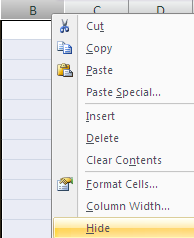 B C D
Cut
Copy
Paste
Paste Special...
Insert
Delete
Clear Contents
Format Cells...
Column Width...
Hide